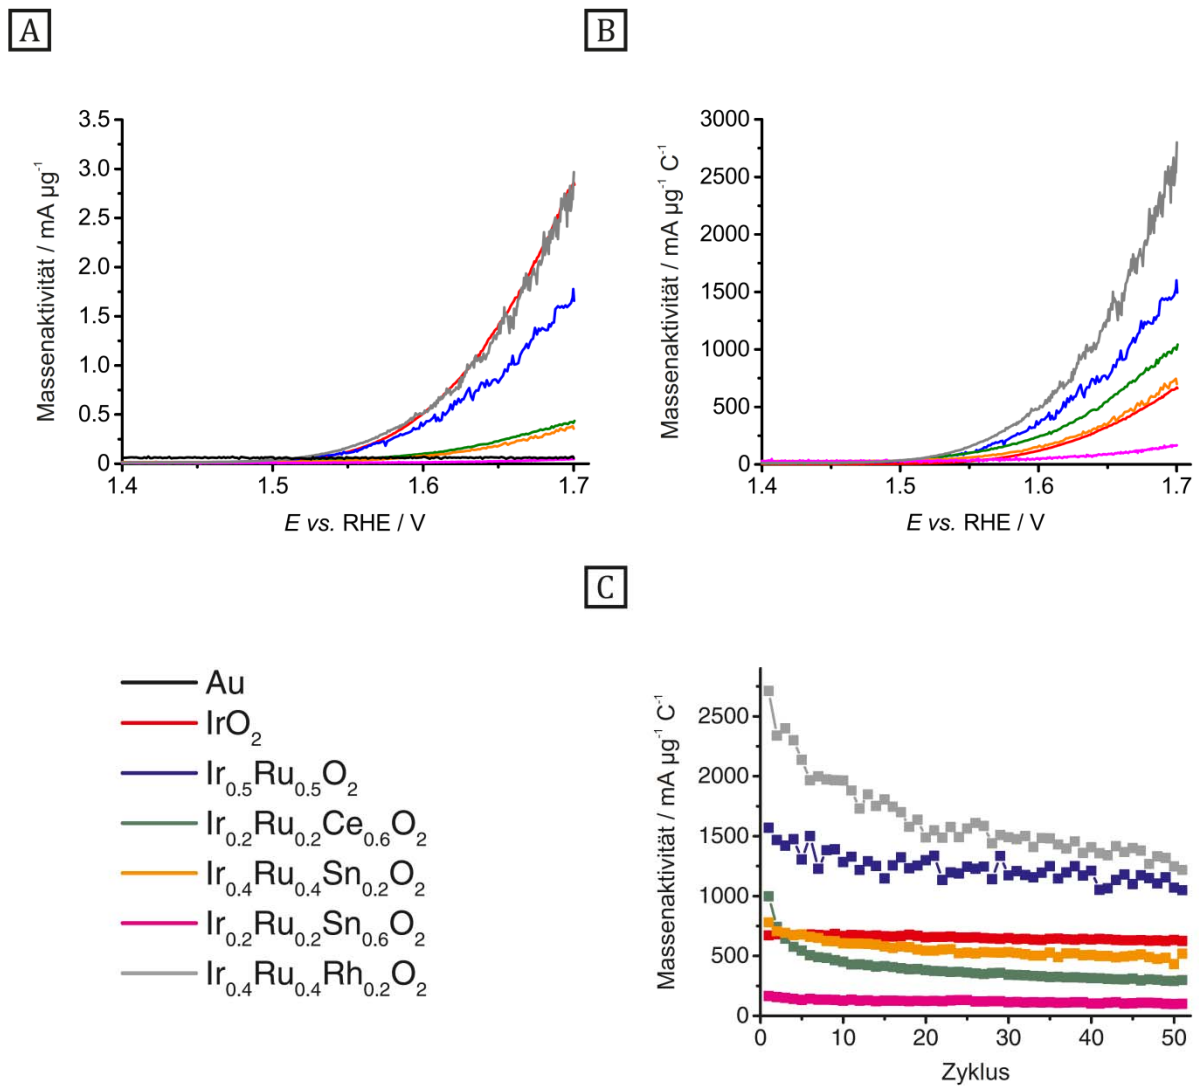 A
B
Massenaktivität / mA µg⁻¹
3.5
3.0
2.5
2.0
1.5
1.0
0.5
0
1.4
1.5
1.6
1.7
E vs. RHE / V
Massenaktivität / mA µg⁻¹ C⁻¹
3000
2500
2000
1500
1000
500
0
1.4
1.5
1.6
1.7
E vs. RHE / V
C
Au
IrO₂
Ir₀.₅Ru₀.₅O₂
Ir₀.₂Ru₀.₂Ce₀.₆O₂
Ir₀.₄Ru₀.₄Sn₀.₂O₂
Ir₀.₂Ru₀.₂Sn₀.₆O₂
Ir₀.₄Ru₀.₄Rh₀.₂O₂
Massenaktivität / mA µg⁻¹ C⁻¹
2500
2000
1500
1000
500
0
0
10
20
30
40
50
Zyklus